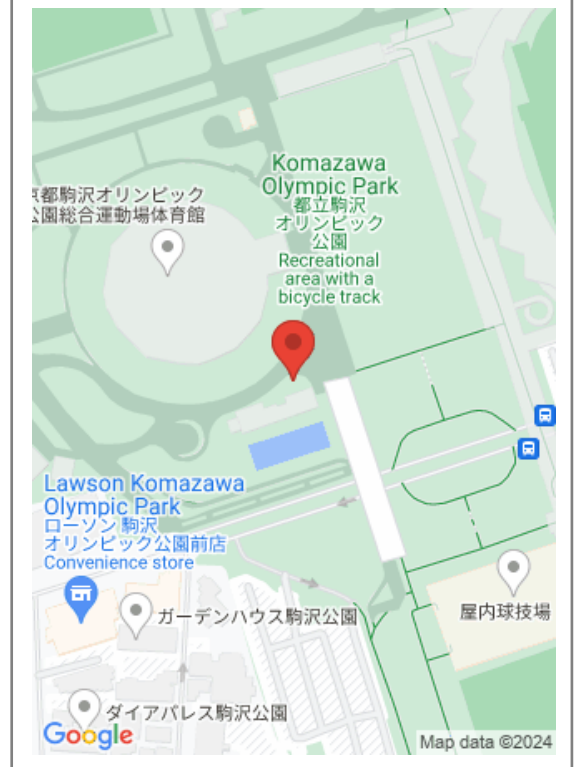 Komazawa
Olympic Park
都立駒沢
オリンピック
公園
Recreational
area with a
bicycle track
京都駒沢オリンピック
公園総合運動場体育館
Lawson Komazawa
Olympic Park
ローソン 駒沢
オリンピック公園前店
Convenience store
ガーデンハウス駒沢公園
屋内球技場
ダイアパレス駒沢公園
Google
Map data ©2024